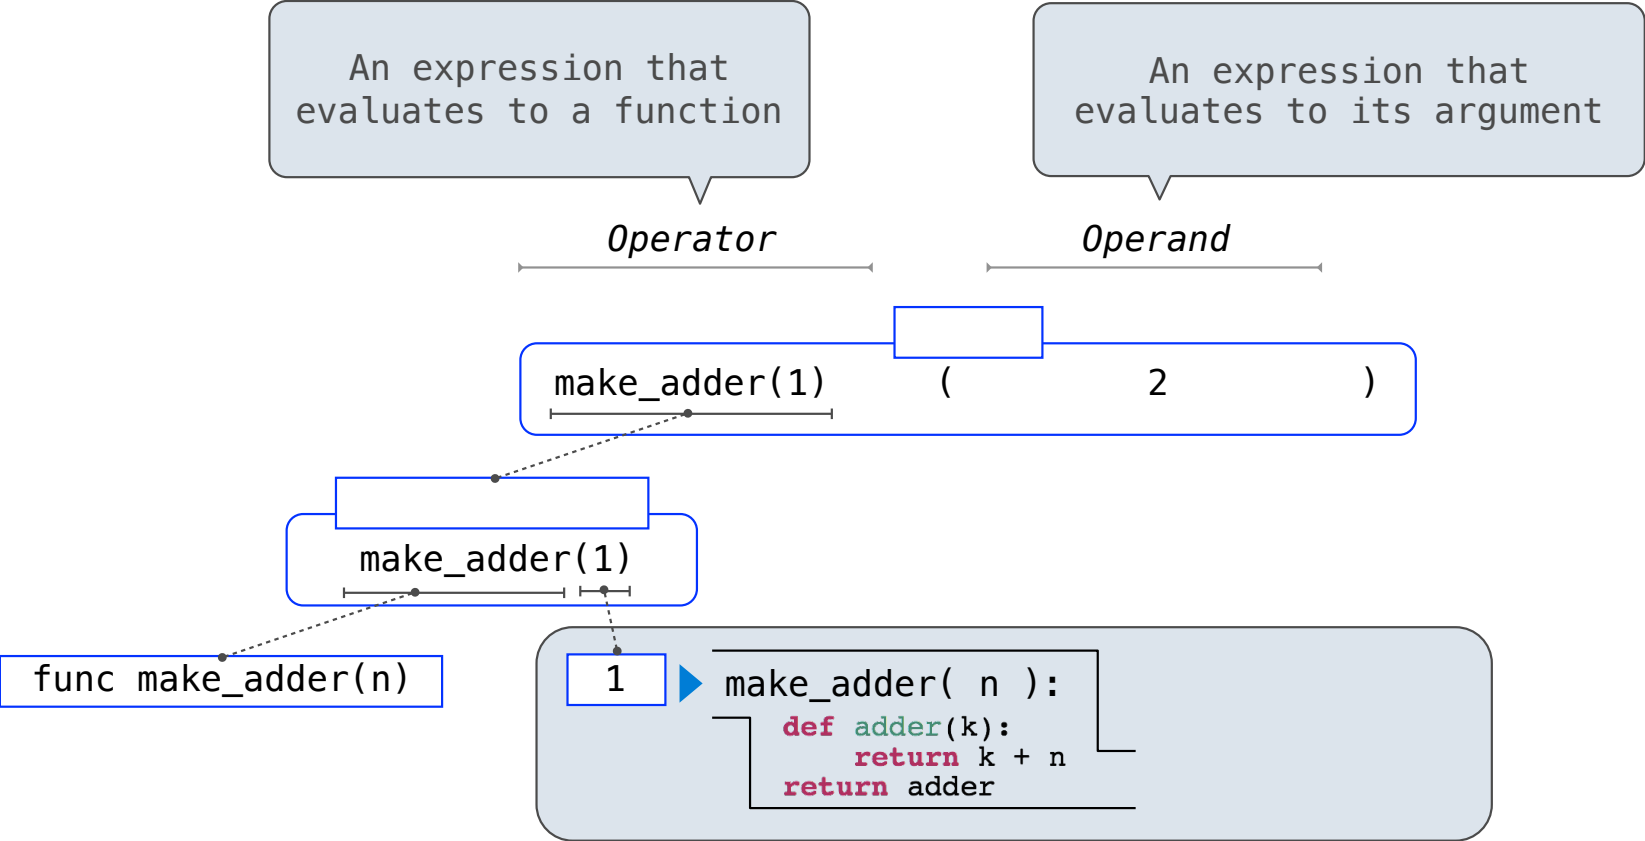 An expression that
evaluates to a function
An expression that
evaluates to its argument
Operator
Operand
make_adder(1) ( 2 )
make_adder(1)
func make_adder(n)
1
make_adder( n ):
def adder(k):
return k + n
return adder